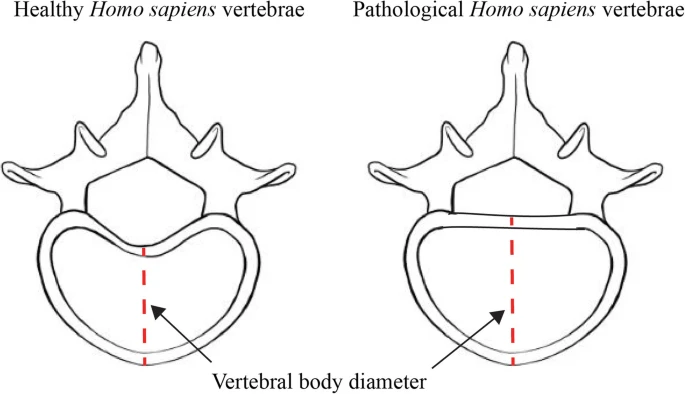 Healthy Homo sapiens vertebrae
Pathological Homo sapiens vertebrae
Vertebral body diameter